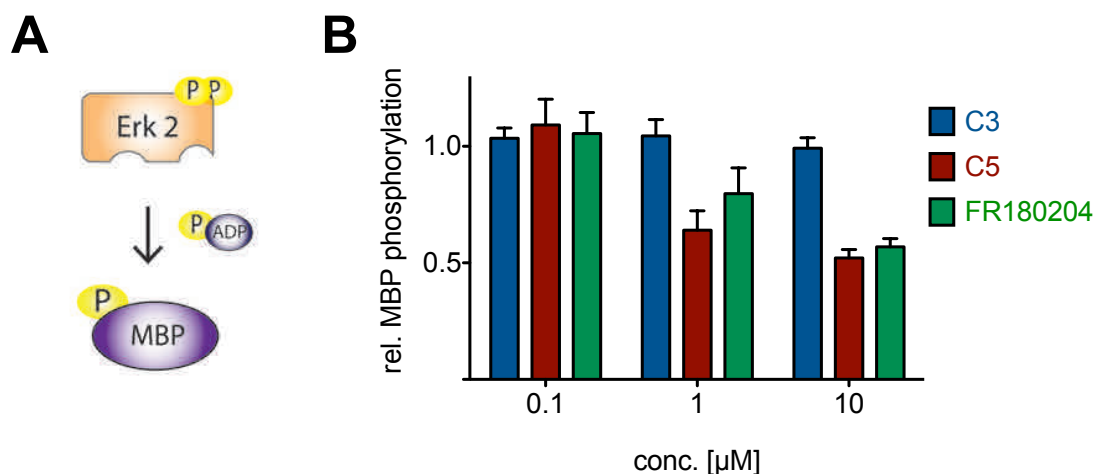 A
P P
Erk 2
P ADP
P
MBP
B
rel. MBP phosphorylation
1.0
0.5
0.1 1 10
conc. [µM]
C3
C5
FR180204